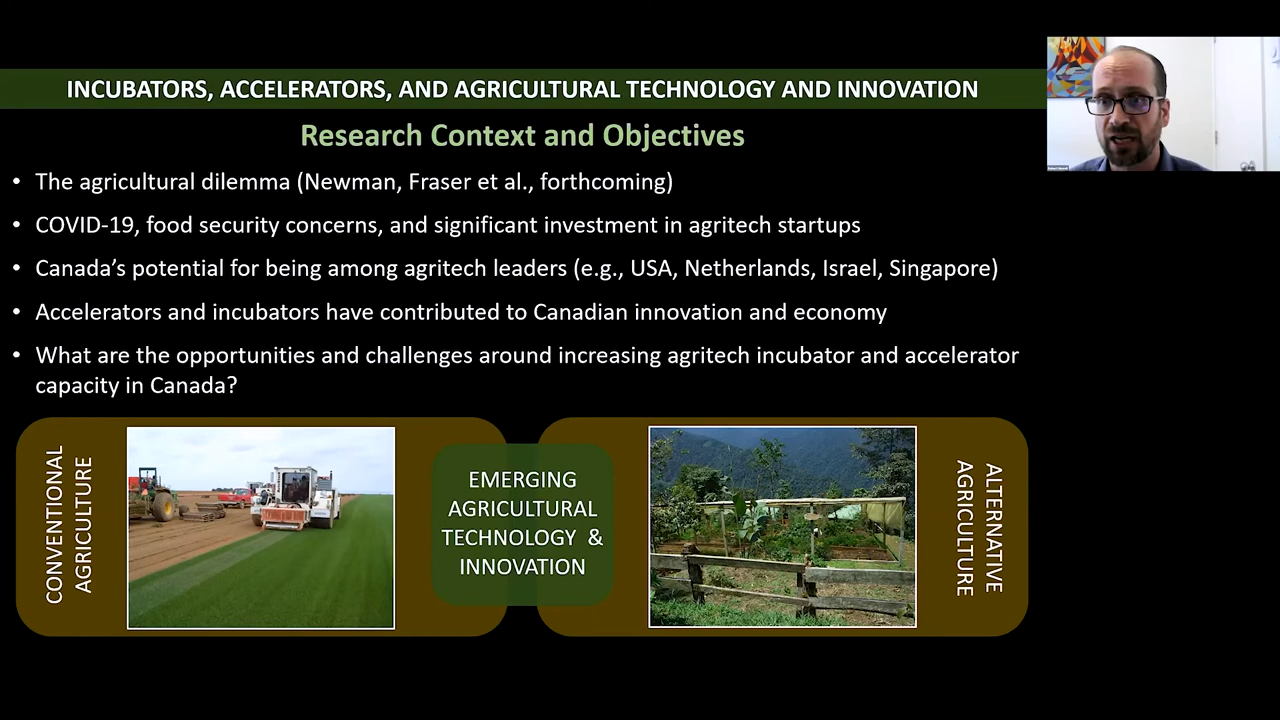 INCUBATORS, ACCELERATORS, AND AGRICULTURAL TECHNOLOGY AND INNOVATION
Research Context and Objectives
• The agricultural dilemma (Newman, Fraser et al., forthcoming)
• COVID-19, food security concerns, and significant investment in agritech startups
• Canada’s potential for being among agritech leaders (e.g., USA, Netherlands, Israel, Singapore)
• Accelerators and incubators have contributed to Canadian innovation and economy
• What are the opportunities and challenges around increasing agritech incubator and accelerator
capacity in Canada?
CONVENTIONAL
AGRICULTURE
EMERGING
AGRICULTURAL
TECHNOLOGY &
INNOVATION
ALTERNATIVE
AGRICULTURE